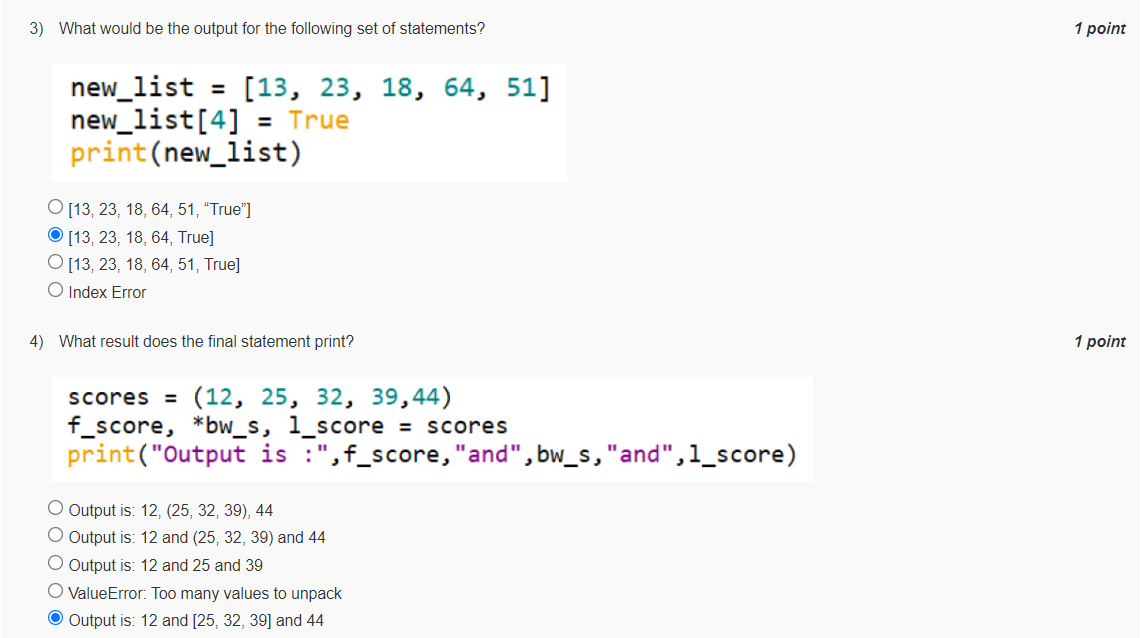 3) What would be the output for the following set of statements?
1 point
new_list = [13, 23, 18, 64, 51]
new_list[4] = True
print(new_list)
[13, 23, 18, 64, 51, “True”]
[13, 23, 18, 64, True]
[13, 23, 18, 64, 51, True]
Index Error
4) What result does the final statement print?
1 point
scores = (12, 25, 32, 39,44)
f_score, *bw_s, l_score = scores
print("Output is :",f_score,"and",bw_s,"and",l_score)
Output is: 12, (25, 32, 39), 44
Output is: 12 and (25, 32, 39) and 44
Output is: 12 and 25 and 39
ValueError: Too many values to unpack
Output is: 12 and [25, 32, 39] and 44